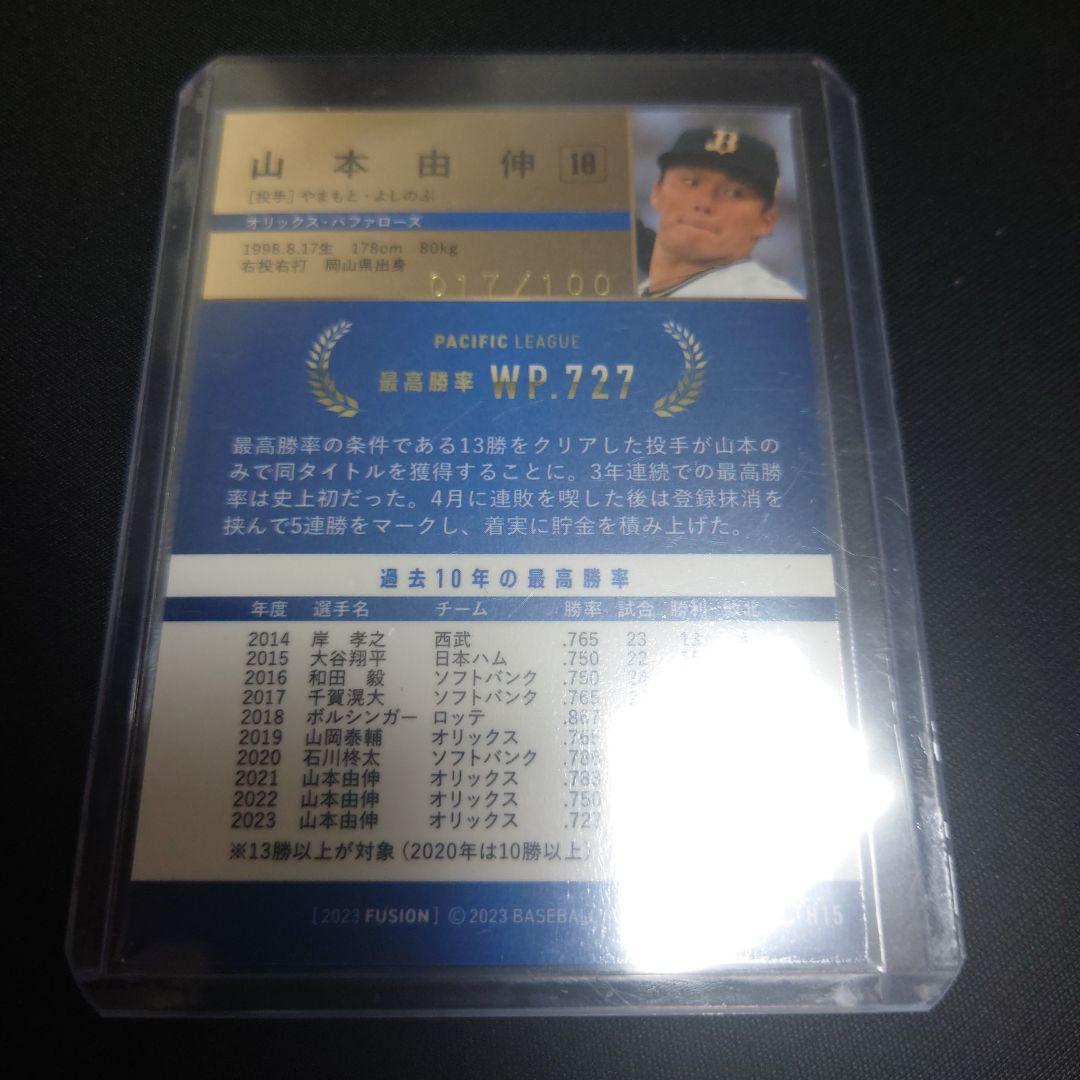 山本由伸 18
[投手] やまもと・よしのぶ
オリックス・バファローズ
1998.8.17生 178cm 80kg
右投右打 岡山県出身
017/100
B
PACIFIC LEAGUE
最高勝率 WP.727
最高勝率の条件である13勝をクリアした投手が山本の
みで同タイトルを獲得することに。3年連続での最高勝
率は史上初だった。4月に連敗を喫した後は登録抹消を
挟んで5連勝をマークし、着実に貯金を積み上げた。
過去10年の最高勝率
年度 選手名 チーム 勝率 試合 勝利 敗北
2014 岸 孝之 西武 .765 23 13
2015 大谷翔平 日本ハム .750 22
2016 和田 毅 ソフトバンク .750
2017 千賀滉大 ソフトバンク .765
2018 ボルシンガー ロッテ .867
2019 山岡泰輔 オリックス .765
2020 石川柊太 ソフトバンク
2021 山本由伸 オリックス .783
2022 山本由伸 オリックス .750
2023 山本由伸 オリックス .727
※13勝以上が対象(2020年は10勝以上)
[2023 FUSION] ©2023 BASEBALL TH15